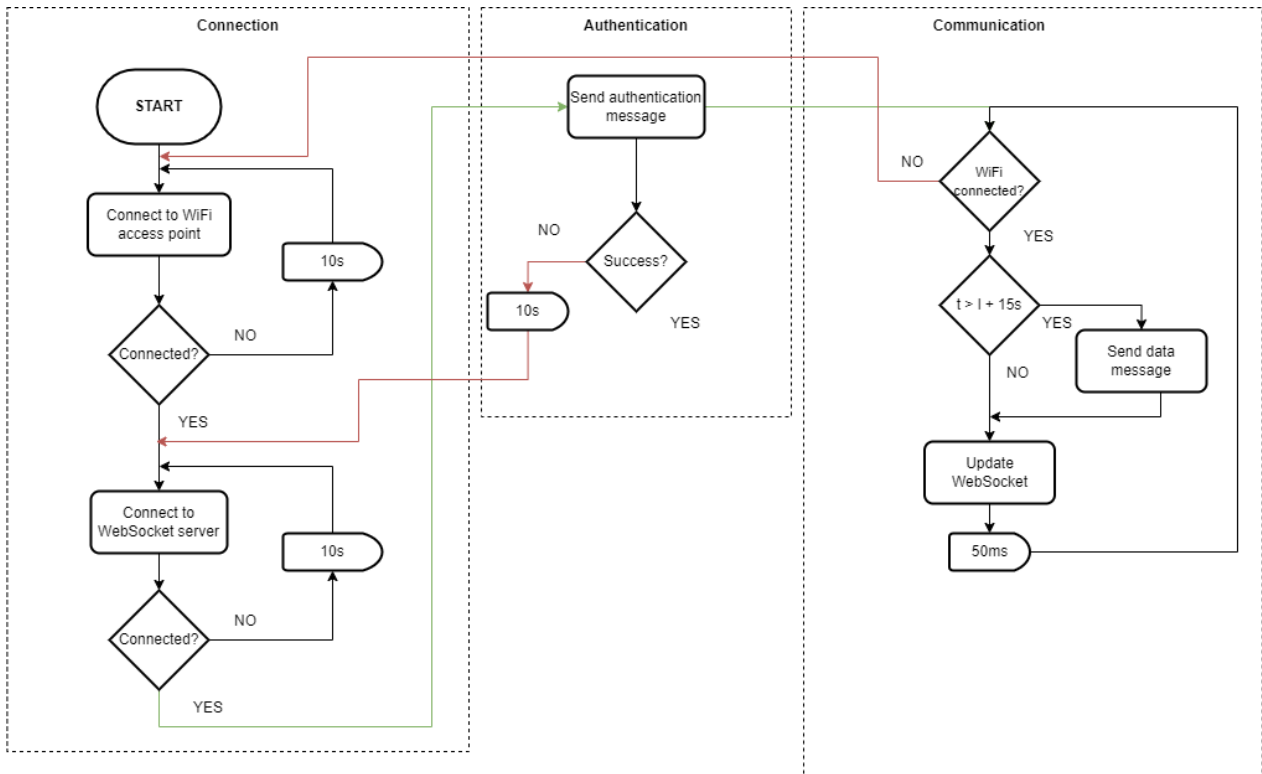 Connection
START
Connect to WiFi
access point
10s
Connected?
NO
YES
Connect to
WebSocket server
10s
Connected?
NO
YES
Authentication
Send authentication
message
NO
Success?
10s
YES
Communication
NO
WiFi
connected?
YES
t > l + 15s
YES
NO
Send data
message
Update
WebSocket
50ms